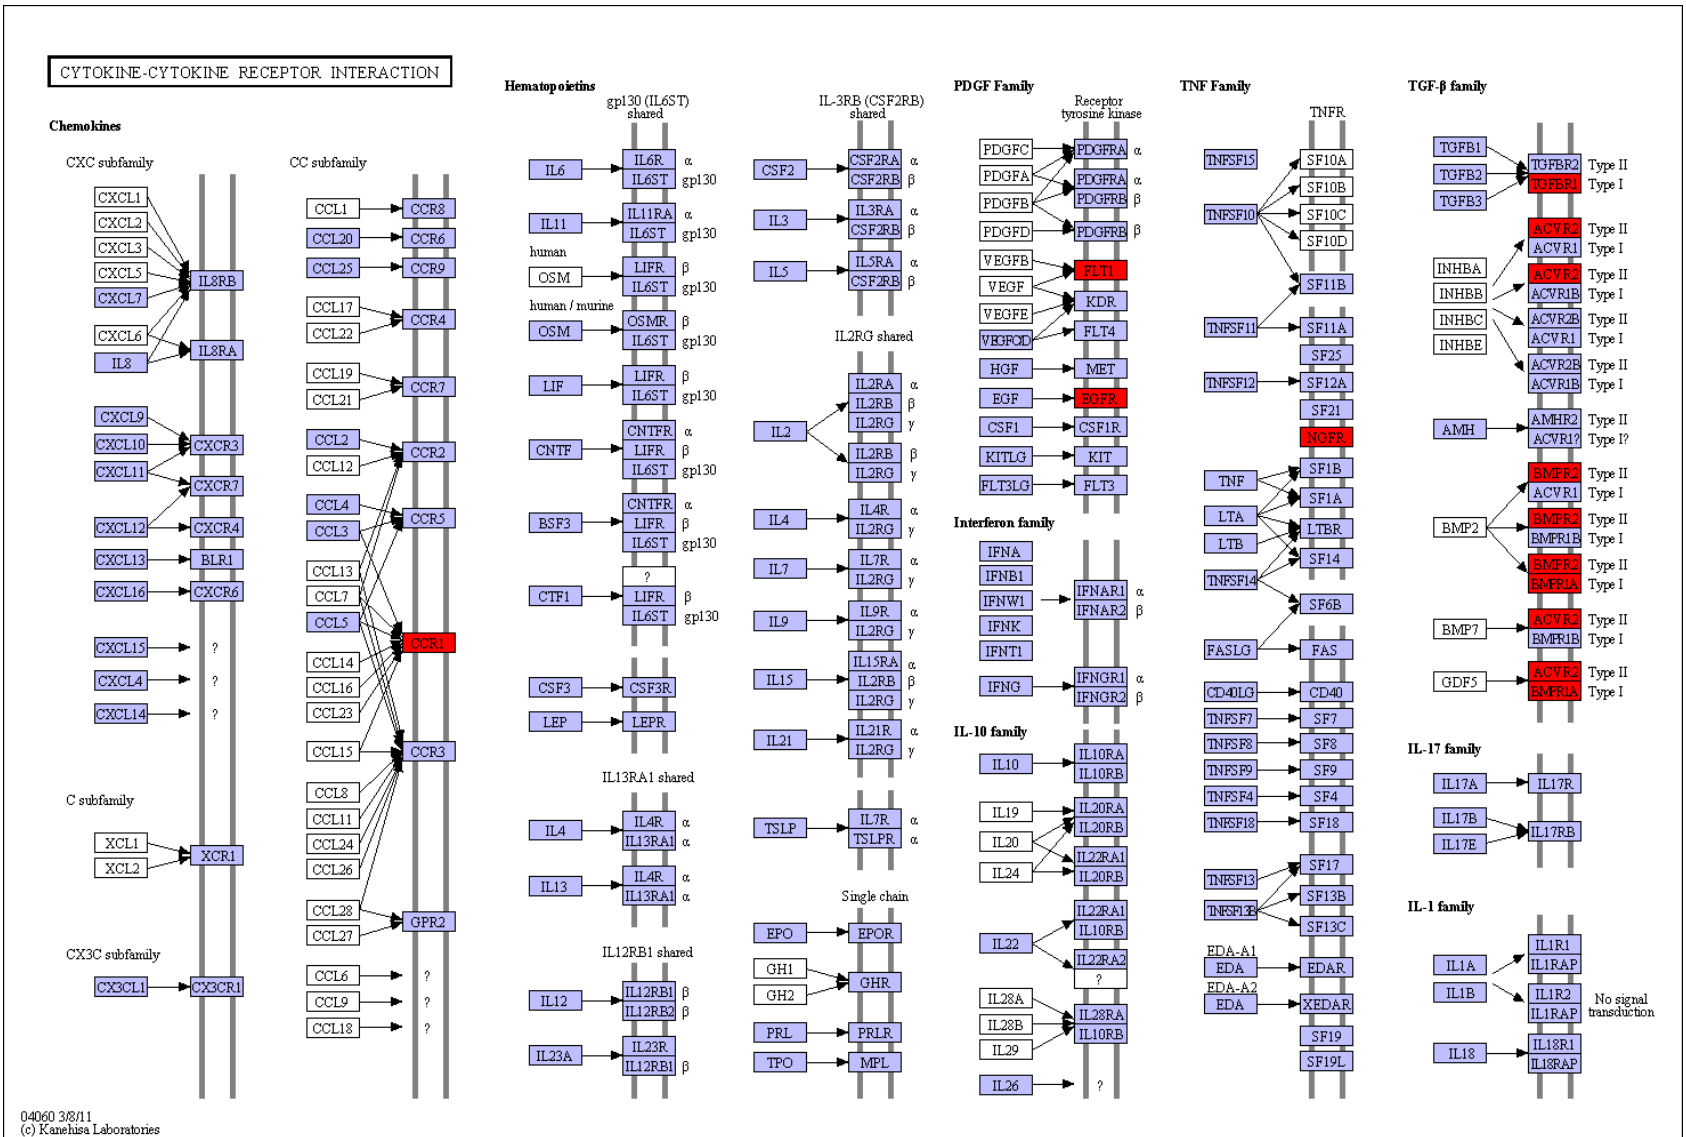 CYTOKINE-CYTOKINE RECEPTOR INTERACTION
Chemokines
CXC subfamily
CXCL1
CXCL2
CXCL3
CXCL5
CXCL7
CXCL6
IL8
IL8RB
IL8RA
CXCL9
CXCL10
CXCL11
CXCL12
CXCL13
CXCL16
CXCR3
CXCR7
CXCR4
BLR1
CXCR6
CXCL15
?
CXCL4
?
CXCL14
?
C subfamily
XCL1
XCL2
XCR1
CX3C subfamily
CX3CL1
CX3CR1
CC subfamily
CCL1
CCR8
CCL20
CCR6
CCL25
CCR9
CCL17
CCL22
CCR4
CCL19
CCL21
CCR7
CCL2
CCL12
CCR2
CCL4
CCL3
CCR5
CCL13
CCL7
CCL5
CCR1
CCL14
CCL16
CCL23
CCL15
CCR3
CCL8
CCL11
CCL24
CCL26
CCL28
CCL27
GPR2
CCL6
?
CCL9
?
CCL18
?
Hematopoietins
gp130 (IL6ST)
shared
IL6
IL6R α
IL6ST gp130
IL11
IL11RA α
IL6ST gp130
human
OSM
LIFR β
IL6ST gp130
human / murine
OSM
OSMR β
IL6ST gp130
LIF
LIFR β
IL6ST gp130
CNTF
CNTFR α
LIFR β
IL6ST gp130
BSF3
CNTFR α
LIFR β
IL6ST gp130
CTF1
?
LIFR β
IL6ST gp130
CSF3
CSF3R
LEP
LEPR
IL13RA1 shared
IL4
IL4R α
IL13RA1 α
IL13
IL4R α
IL13RA1 α
IL12RB1 shared
IL12
IL12RB1 β
IL12RB2 β
IL23A
IL23R
IL12RB1 β
IL-3RB (CSF2RB)
shared
CSF2
CSF2RA α
CSF2RB β
IL3
IL3RA α
CSF2RB β
IL5
IL5RA α
CSF2RB β
IL2RG shared
IL2
IL2RA α
IL2RB β
IL2RG γ
IL2RB β
IL2RG γ
IL4
IL4R α
IL2RG γ
IL7
IL7R α
IL2RG γ
IL9
IL9R α
IL2RG γ
IL15
IL15RA α
IL2RB β
IL2RG γ
IL21
IL21R α
IL2RG γ
TSLP
IL7R α
TSLPR α
Single chain
EPO
EPOR
GH1
GH2
GHR
PRL
PRLR
TPO
MPL
PDGF Family
Receptor
tyrosine kinase
PDGFC
PDGFA
PDGFB
PDGFD
PDGFRA α
PDGFRA α
PDGFRB β
PDGFRB β
VEGFB
VEGF
VEGFE
VEGFC/D
FLT1
KDR
FLT4
HGF
MET
EGF
EGFR
CSF1
CSF1R
KITLG
KIT
FLT3LG
FLT3
Interferon family
IFNA
IFNB1
IFNW1
IFNK
IFNT1
IFNAR1 α
IFNAR2 β
IFNG
IFNGR1 α
IFNGR2 β
IL-10 family
IL10
IL10RA
IL10RB
IL19
IL20
IL24
IL20RA
IL20RB
IL22RA1
IL20RB
IL22
IL22RA1
IL10RB
IL22RA2
?
IL28A
IL28B
IL29
IL28RA
IL10RB
IL26
?
TNF Family
TNFR
TNFSF15
TNFSF10
SF10A
SF10B
SF10C
SF10D
SF11B
TNFSF11
SF11A
SF25
TNFSF12
SF12A
SF21
NGFR
TNF
LTA
LTB
TNFSF14
SF1B
SF1A
LTBR
SF14
SF6B
FASLG
FAS
CD40LG
CD40
TNFSF7
SF7
TNFSF8
SF8
TNFSF9
SF9
TNFSF4
SF4
TNFSF18
SF18
TNFSF13
SF17
TNFSF13B
SF13B
SF13C
EDA-A1
EDA
EDAR
EDA-A2
EDA
XEDAR
SF19
SF19L
TGF-β family
TGFB1
TGFB2
TGFB3
TGFBR2 Type II
TGFBR1 Type I
INHBA
INHBB
INHBC
INHBE
ACVR2 Type II
ACVR1 Type I
ACVR2 Type II
ACVR1B Type I
ACVR2B Type II
ACVR1 Type I
ACVR2B Type II
ACVR1B Type I
AMH
AMHR2 Type II
ACVR1? Type I?
BMP2
BMPR2 Type II
ACVR1 Type I
BMPR2 Type II
BMPR1B Type I
BMPR2 Type II
BMPR1A Type I
BMP7
ACVR2 Type II
BMPR1B Type I
GDF5
ACVR2 Type II
BMPR1A Type I
IL-17 family
IL17A
IL17R
IL17B
IL17E
IL17RB
IL-1 family
IL1A
IL1B
IL1R1
IL1RAP
IL1R2
IL1RAP
No signal
transduction
IL18
IL18R1
IL18RAP
04060 3/8/11
(c) Kanehisa Laboratories